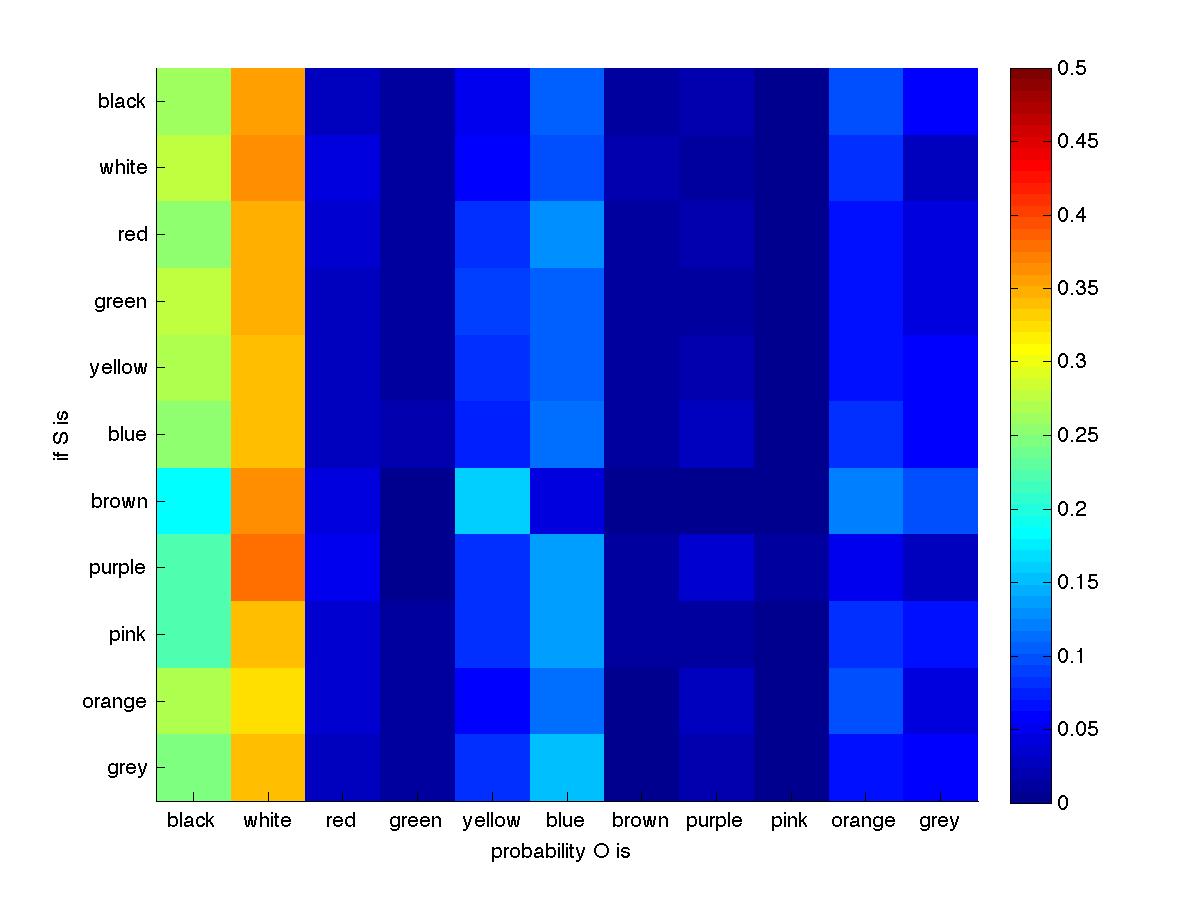 black
white
red
green
yellow
blue
brown
purple
pink
orange
grey
if S is
black white red green yellow blue brown purple pink orange grey
probability O is
0.5
0.45
0.4
0.35
0.3
0.25
0.2
0.15
0.1
0.05
0